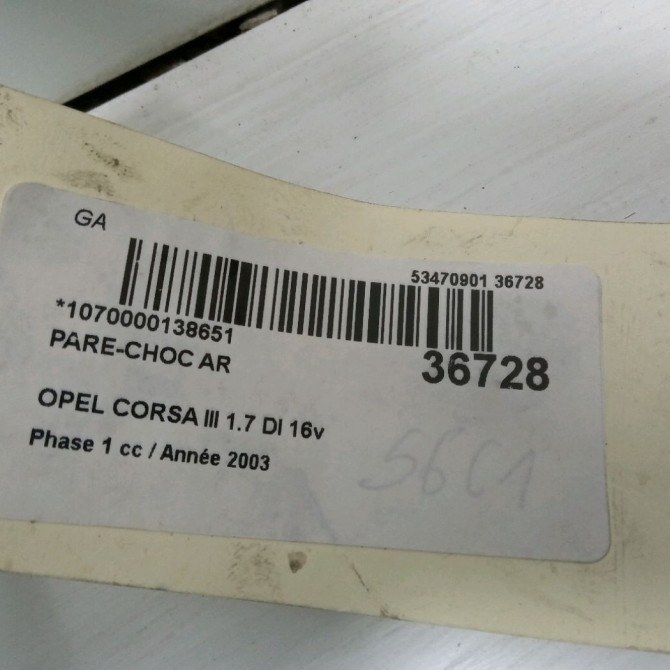 GA
53470901 36728
*1070000138651
PARE-CHOC AR
36728
OPEL CORSA III 1.7 DI 16v
Phase 1 cc / Année 2003
S6C1